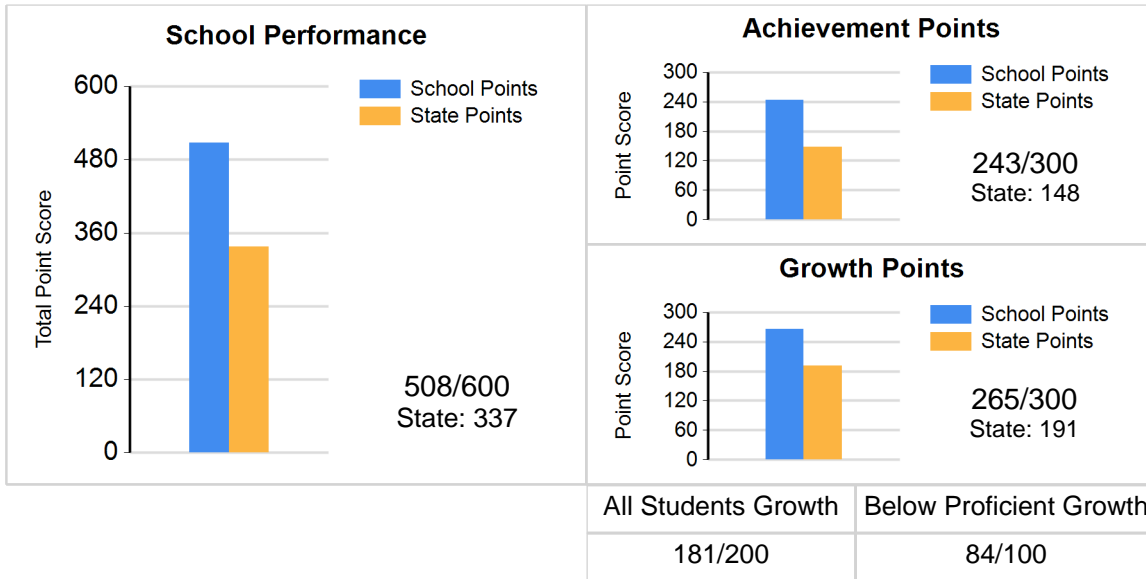 School Performance
600
480
360
240
120
0
Total Point Score
School Points
State Points
508/600
State: 337
Achievement Points
300
240
180
120
60
0
Point Score
School Points
State Points
243/300
State: 148
Growth Points
300
240
180
120
60
0
Point Score
School Points
State Points
265/300
State: 191
All Students Growth Below Proficient Growth
181/200 84/100